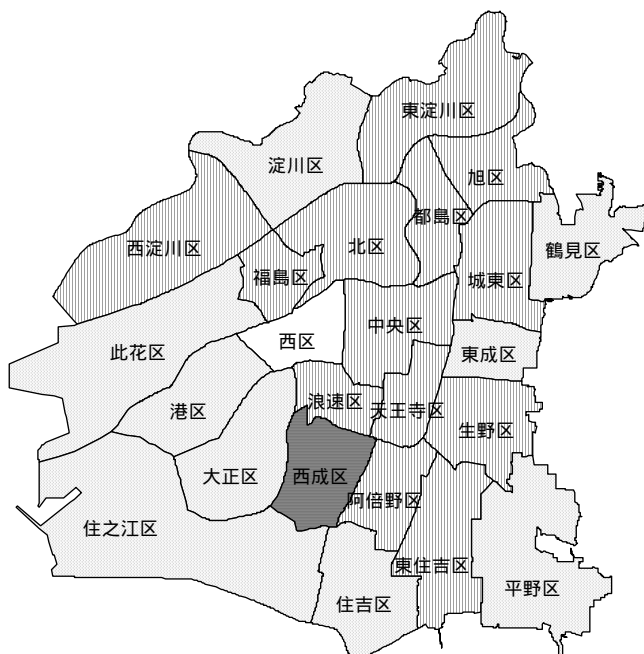 東淀川区
淀川区
旭区
都島区
西淀川区
北区
鶴見区
福島区
城東区
中央区
西区
此花区
東成区
浪速区
港区
天王寺区
生野区
大正区
西成区
阿倍野区
住之江区
東住吉区
平野区
住吉区